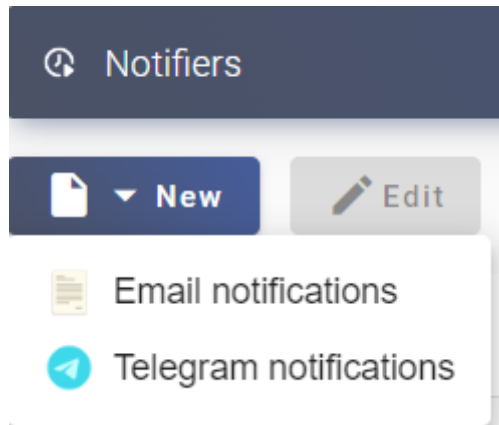 Notifiers
New
Edit
Email notifications
Telegram notifications